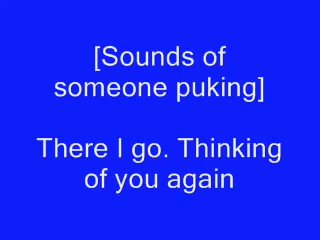 [Sounds of
someone puking]
There I go. Thinking
of you again